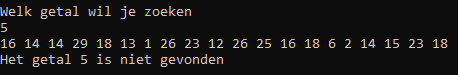 Welk getal wil je zoeken
5
16 14 14 29 18 13 1 26 23 12 26 25 16 18 6 2 14 15 23 18
Het getal 5 is niet gevonden